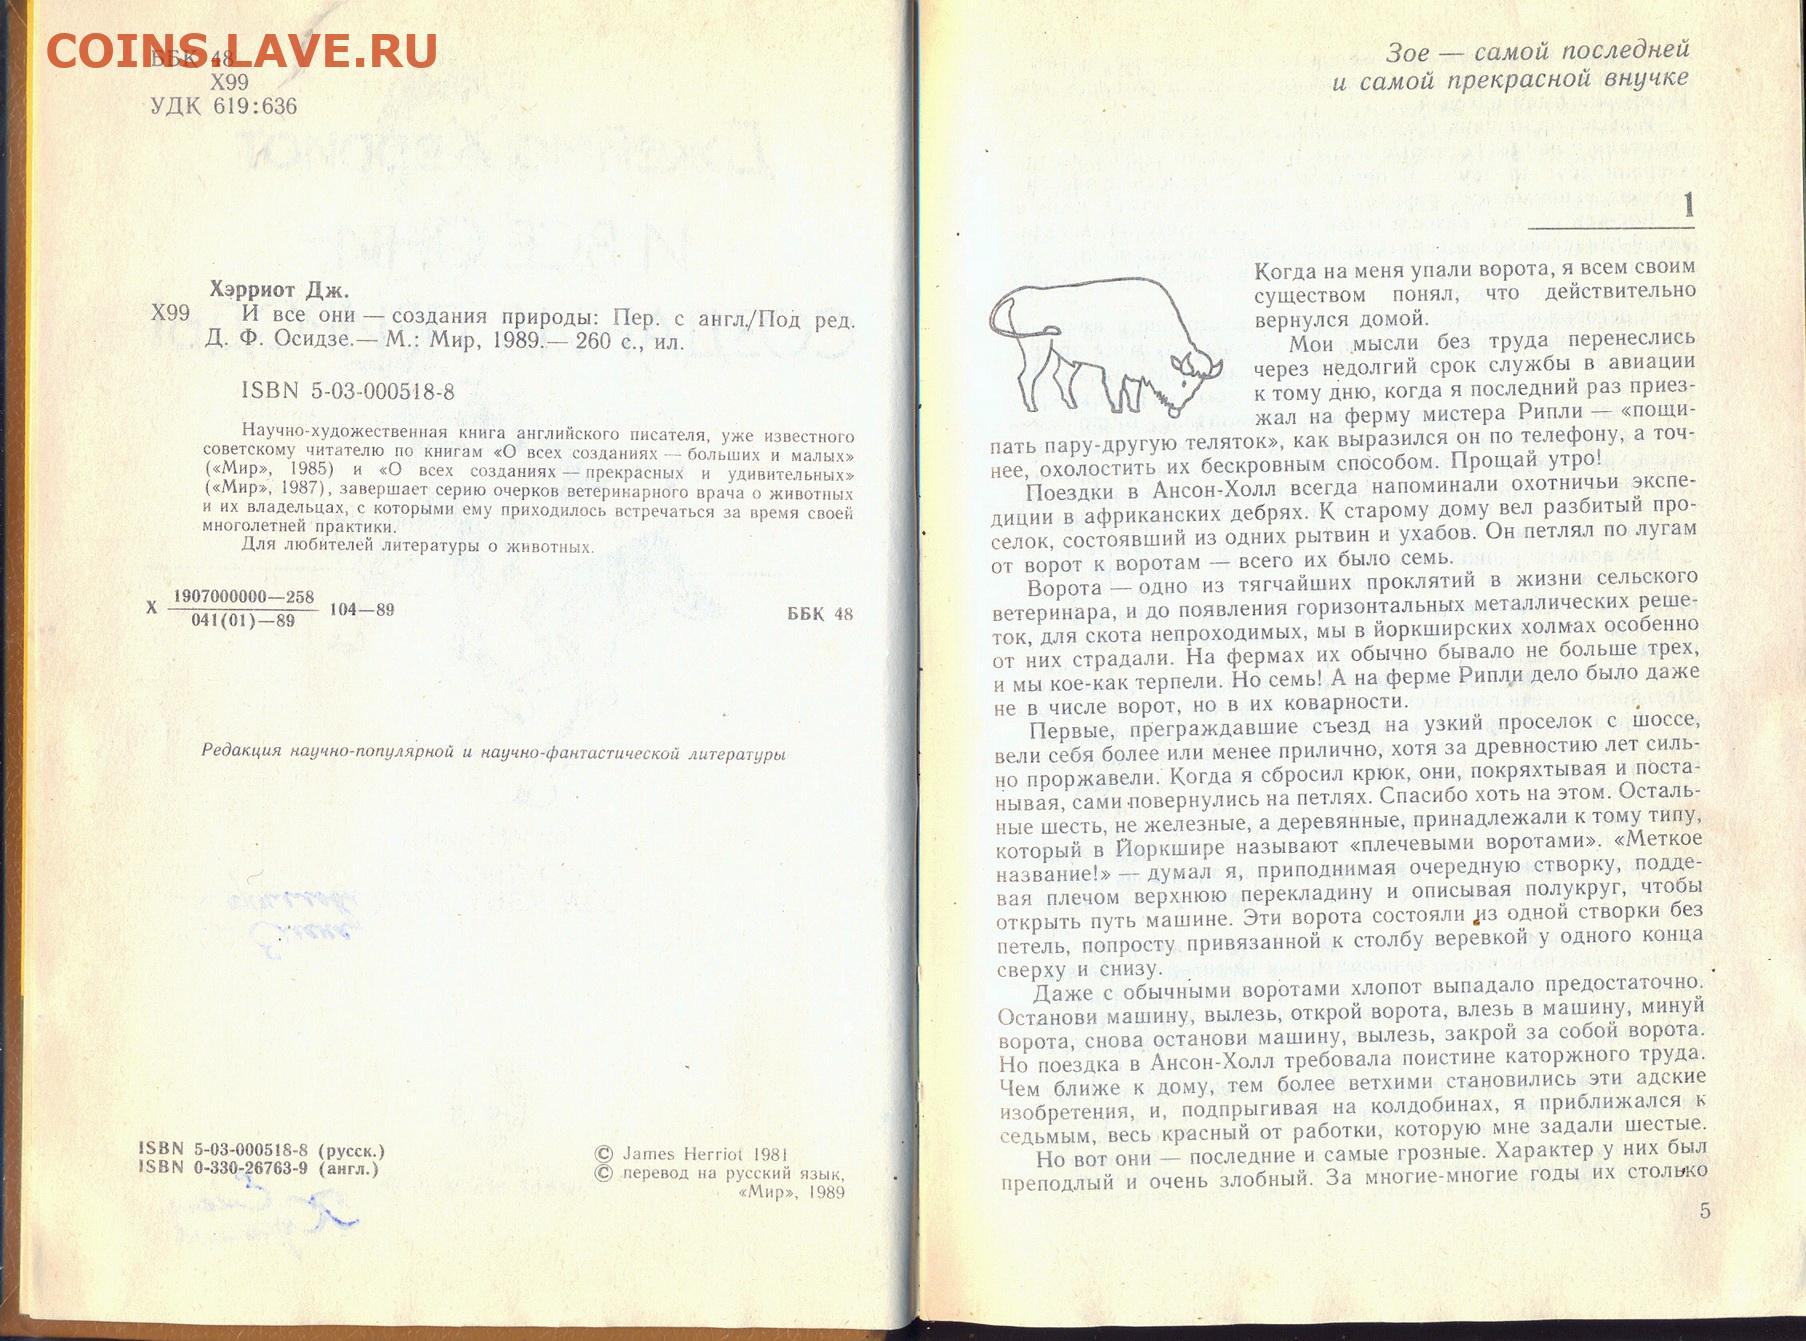 COINS.LAVE.RU
ББК 48
Х99
УДК 619:636
Хэрриот Дж.
Х99 И все они — создания природы: Пер. с англ./Под ред.
Д. Ф. Осидзе.— М.: Мир, 1989.— 260 с., ил.
ISBN 5-03-000518-8
Научно-художественная книга английского писателя, уже известного
советскому читателю по книгам «О всех созданиях — больших и малых»
(«Мир», 1985) и «О всех созданиях — прекрасных и удивительных»
(«Мир», 1987), завершает серию очерков ветеринарного врача о животных
и их владельцах, с которыми ему приходилось встречаться за время своей
многолетней практики.
Для любителей литературы о животных.
Х 1907000000—258 104—89
041(01)—89
ББК 48
Редакция научно-популярной и научно-фантастической литературы
ISBN 5-03-000518-8 (русск.)
ISBN 0-330-26763-9 (англ.)
© James Herriot 1981
© перевод на русский язык,
«Мир», 1989
Зое — самой последней
и самой прекрасной внучке
1
Когда на меня упали ворота, я всем своим
существом понял, что действительно
вернулся домой.
Мои мысли без труда перенеслись
через недолгий срок службы в авиации
к тому дню, когда я последний раз приез-
жал на ферму мистера Рипли — «пощи-
пать пару-другую теляток», как выразился он по телефону, а точ-
нее, охолостить их бескровным способом. Прощай утро!
Поездки в Ансон-Холл всегда напоминали охотничьи экспе-
диции в африканских дебрях. К старому дому вел разбитый про-
селок, состоявший из одних рытвин и ухабов. Он петлял по лугам
от ворот к воротам — всего их было семь.
Ворота — одно из тягчайших проклятий в жизни сельского
ветеринара, и до появления горизонтальных металлических реше-
ток, для скота непроходимых, мы в йоркширских холмах особенно
от них страдали. На фермах их обычно бывало не больше трех,
и мы кое-как терпели. Но семь! А на ферме Рипли дело было даже
не в числе ворот, но в их коварности.
Первые, преграждавшие съезд на узкий проселок с шоссе,
вели себя более или менее прилично, хотя за древностию лет силь-
но проржавели. Когда я сбросил крюк, они, покряхтывая и поста-
нывая, сами повернулись на петлях. Спасибо хоть на этом. Осталь-
ные шесть, не железные, а деревянные, принадлежали к тому типу,
который в Йоркшире называют «плечевыми воротами». «Меткое
название!» — думал я, приподнимая очередную створку, подде-
вая плечом верхнюю перекладину и описывая полукруг, чтобы
открыть путь машине. Эти ворота состояли из одной створки без
петель, попросту привязанной к столбу веревкой у одного конца
сверху и снизу.
Даже с обычными воротами хлопот выпадало предостаточно.
Останови машину, вылезь, открой ворота, влезь в машину, минуй
ворота, снова останови машину, вылезь, закрой за собой ворота.
Но поездка в Ансон-Холл требовала поистине каторжного труда.
Чем ближе к дому, тем более ветхими становились эти адские
изобретения, и, подпрыгивая на колдобинах, я приближался к
седьмым, весь красный от работки, которую мне задали шестые.
Но вот они — последние и самые грозные. Характер у них был
преподлый и очень злобный. За многие-многие годы их столько
5